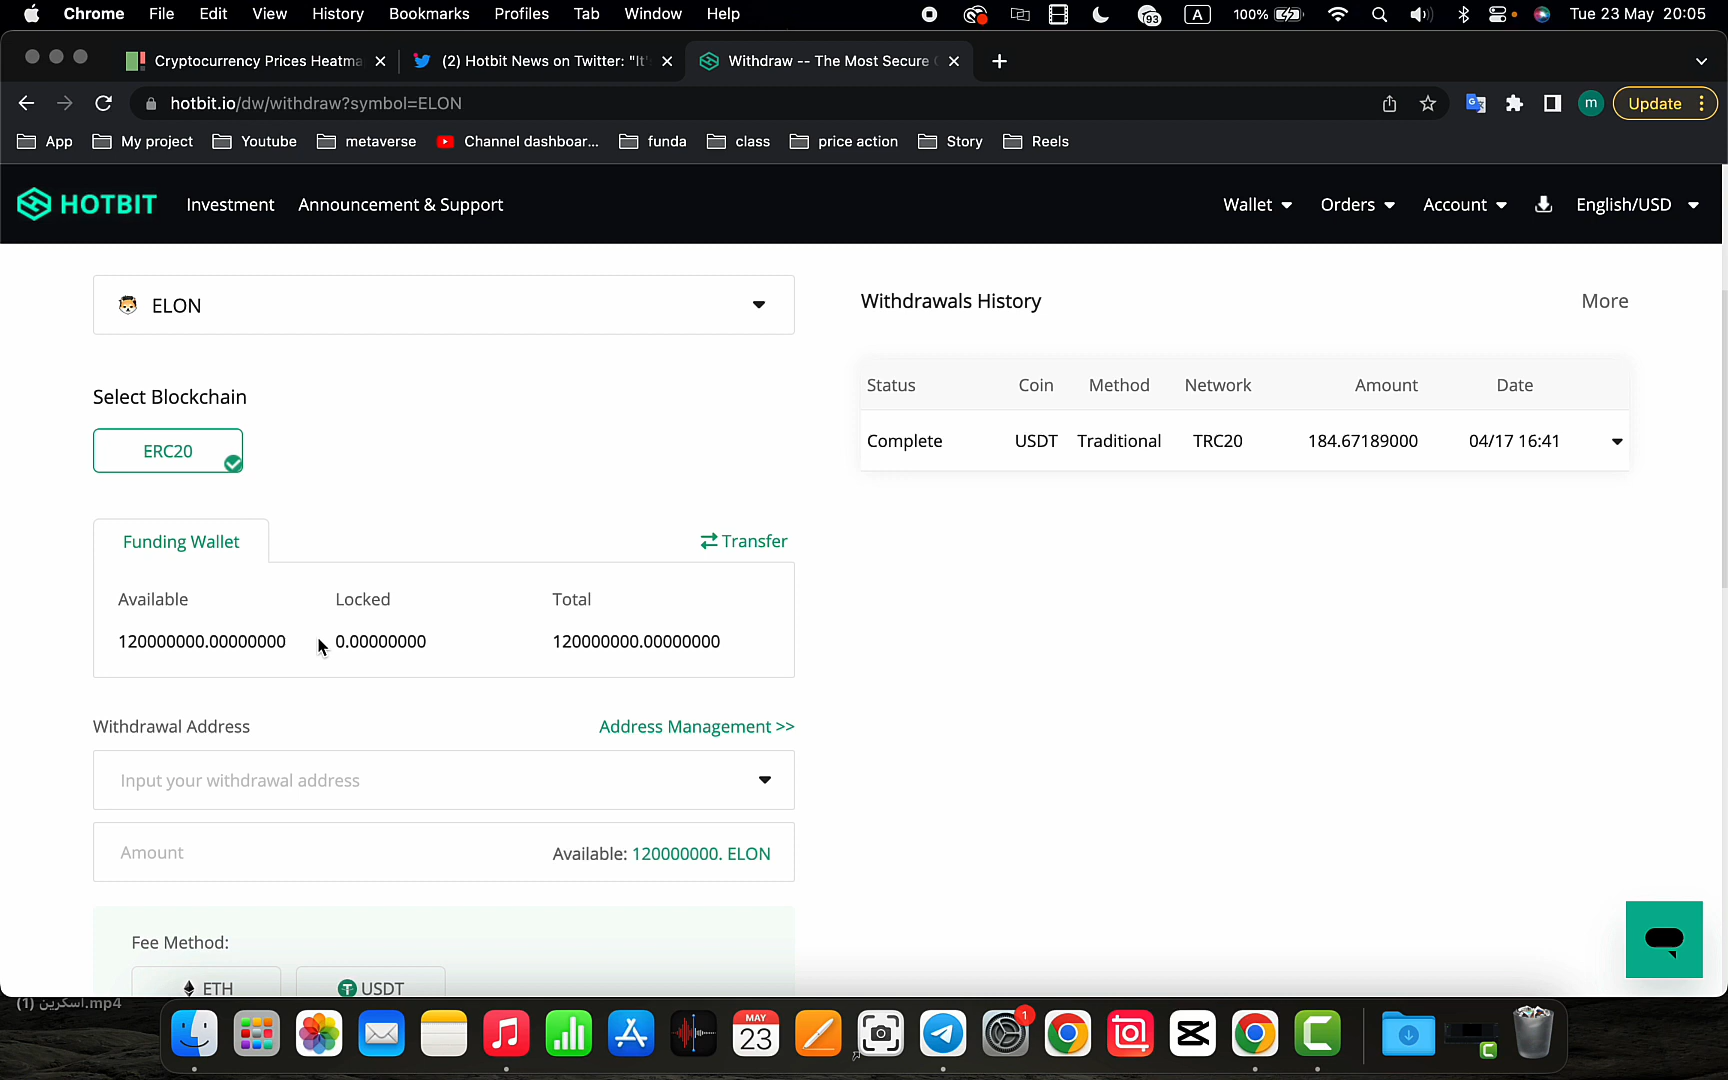 Chrome File Edit View History Bookmarks Profiles Tab Window Help 93 A 100% Tue 23 May 20:05
Cryptocurrency Prices Heatma (2) Hotbit News on Twitter: "It' Withdraw -- The Most Secure
hotbit.io/dw/withdraw?symbol=ELON m Update
App My project Youtube metaverse Channel dashboar... funda class price action Story Reels
HOTBIT Investment Announcement & Support Wallet Orders Account English/USD
ELON
Select Blockchain
ERC20
Funding Wallet Transfer
Available Locked Total
120000000.00000000 0.00000000 120000000.00000000
Withdrawal Address Address Management >>
Input your withdrawal address
Amount Available: 120000000. ELON
Fee Method:
ETH USDT
Withdrawals History More
Status Coin Method Network Amount Date
Complete USDT Traditional TRC20 184.67189000 04/17 16:41
اسکرین (1).mp4
MAY
23
1